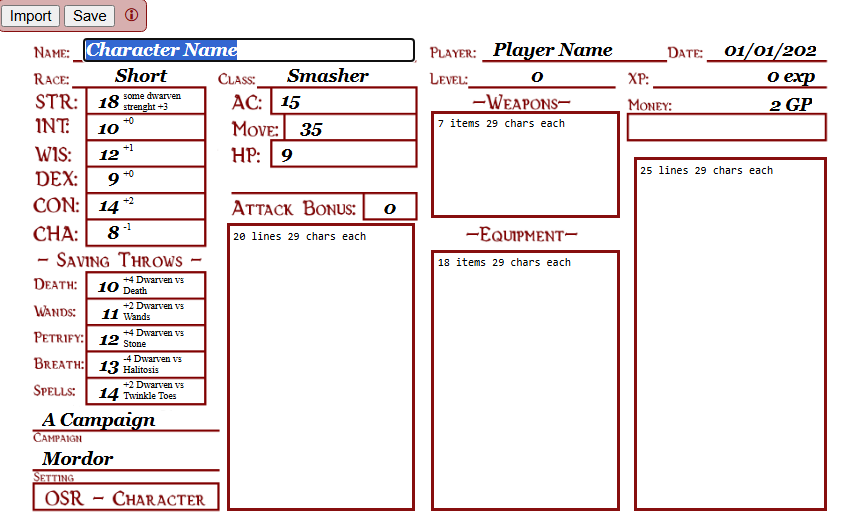 Import Save
NAME: Character Name PLAYER: Player Name DATE: 01/01/202
RACE: Short CLASS: Smasher LEVEL: 0 XP: 0 exp
STR: 18 some dwarven
strenght +3
INT: 10 +0
WIS: 12 +1
DEX: 9 +0
CON: 14 +2
CHA: 8 -1
AC: 15
MOVE: 35
HP: 9
ATTACK BONUS: 0
20 lines 29 chars each
~WEAPONS~
7 items 29 chars each
~EQUIPMENT~
18 items 29 chars each
MONEY: 2 GP
25 lines 29 chars each
~ SAVING THROWS ~
DEATH: 10 +4 Dwarven vs
Death
WANDS: 11 +2 Dwarven vs
Wands
PETRIFY: 12 +4 Dwarven vs
Stone
BREATH: 13 -4 Dwarven vs
Halitosis
SPELLS: 14 +2 Dwarven vs
Twinkle Toes
A Campaign
CAMPAIGN
Mordor
SETTING
OSR ~ CHARACTER